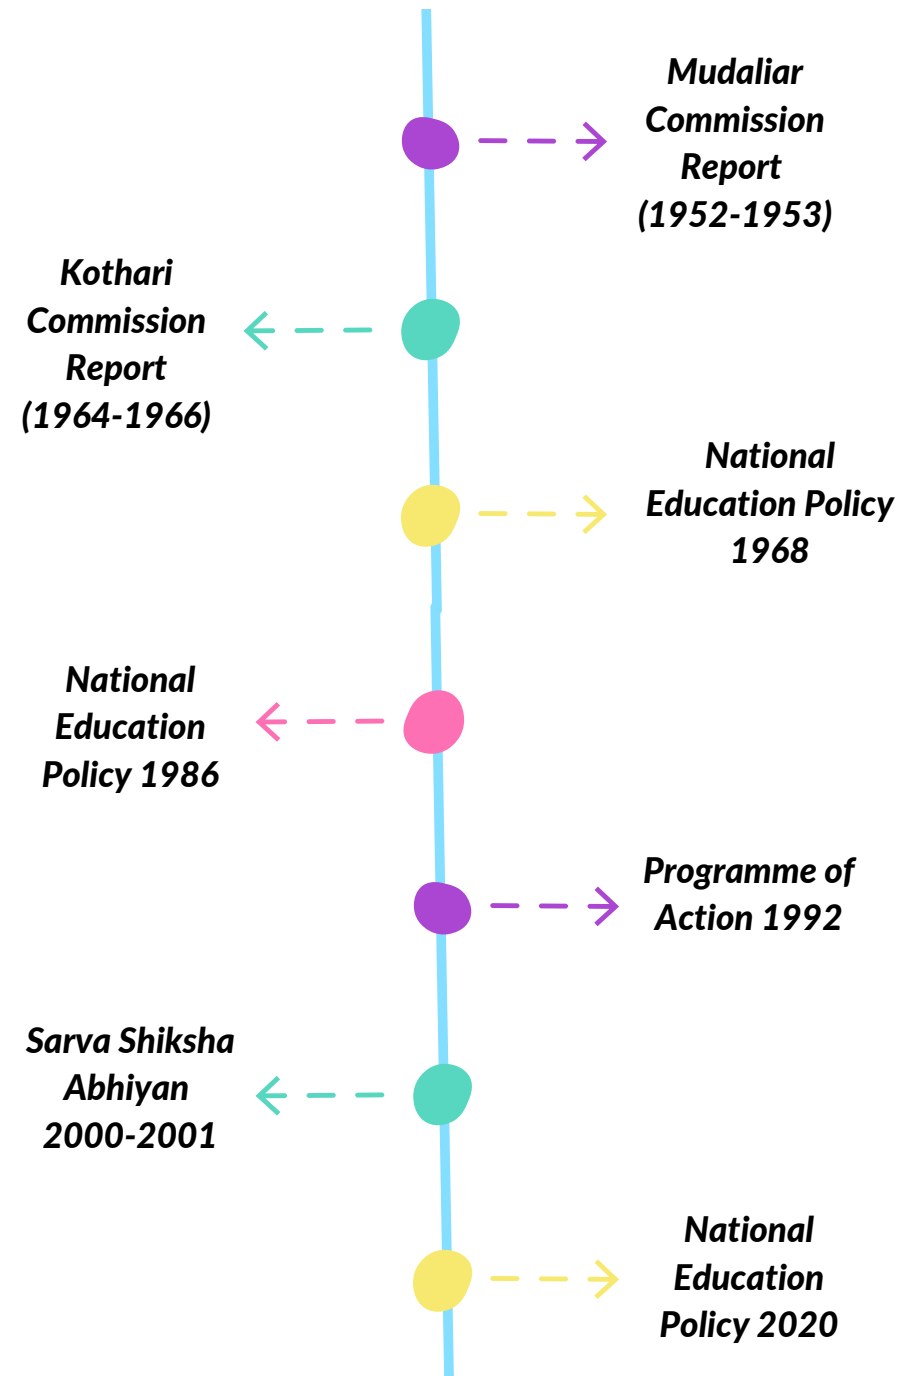 Mudaliar
Commission
Report
(1952-1953)
Kothari
Commission
Report
(1964-1966)
National
Education Policy
1968
National
Education
Policy 1986
Programme of
Action 1992
Sarva Shiksha
Abhiyan
2000-2001
National
Education
Policy 2020